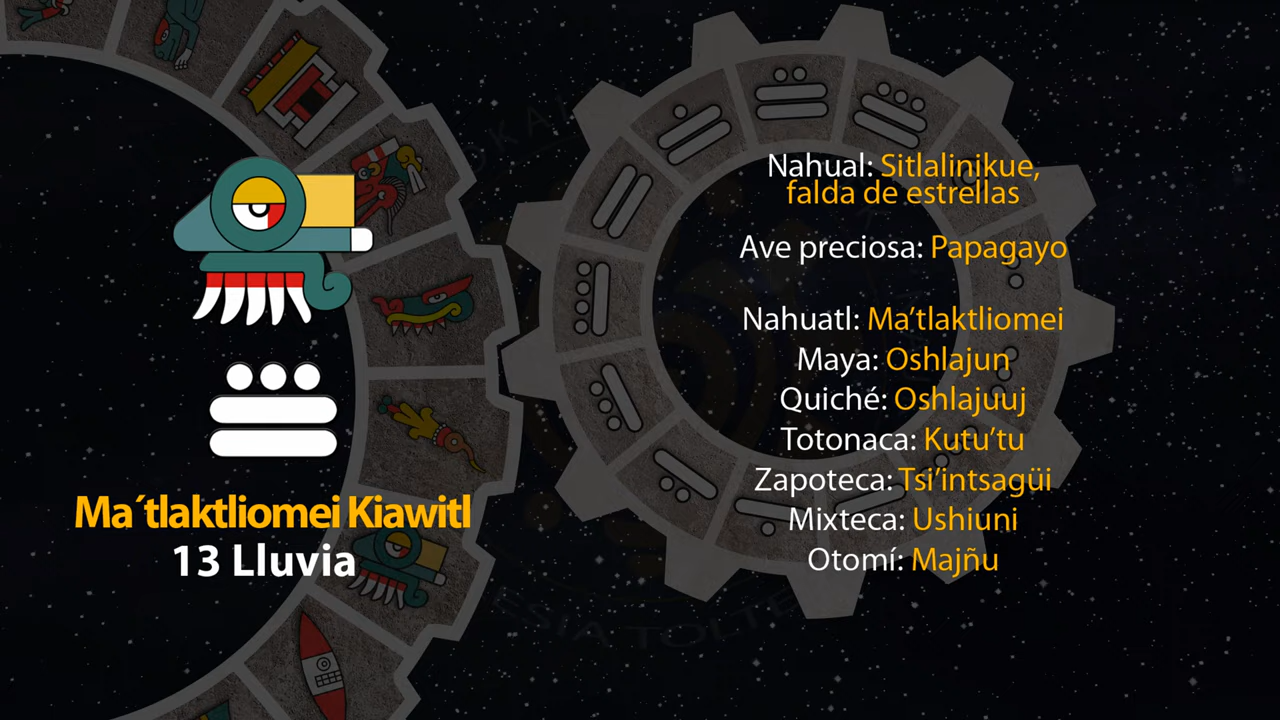 Ma´tlaktliomei Kiawitl
13 Lluvia
Nahual: Sitlalinikue,
falda de estrellas
Ave preciosa: Papagayo
Nahuatl: Ma’tlaktliomei
Maya: Oshlajun
Quiché: Oshlajuuj
Totonaca: Kutu’tu
Zapoteca: Tsi’intsagüi
Mixteca: Ushiuni
Otomí: Majñu